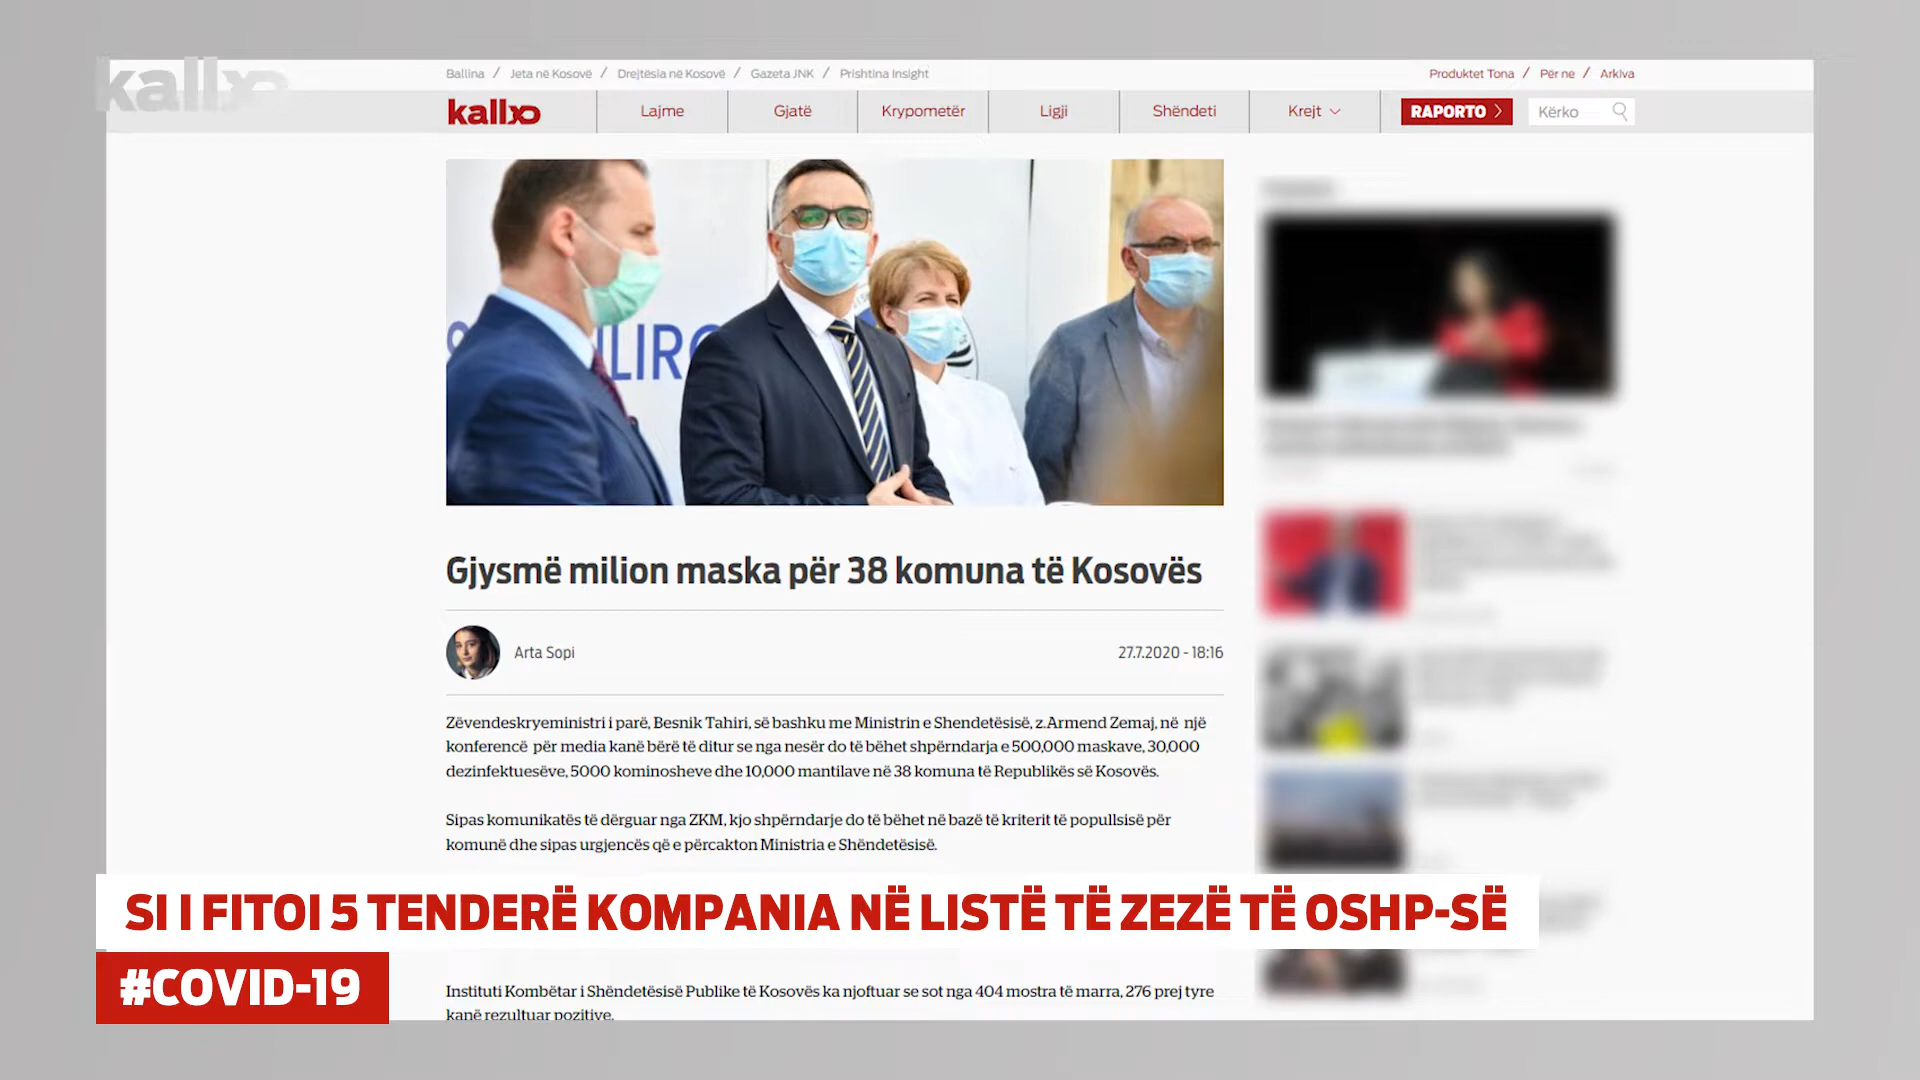 kallxo
Ballina / Jeta në Kosovë / Drejtësia në Kosovë / Gazeta JNK / Prishtina Insight
Produktet Tona / Për ne / Arkiva
kallxo
Lajme
Gjatë
Krypometër
Ligji
Shëndeti
Krejt
RAPORTO
Kërko
Gjysmë milion maska për 38 komuna të Kosovës
Arta Sopi
27.7.2020 - 18:16
Zëvendeskryeministri i parë, Besnik Tahiri, së bashku me Ministrin e Shendetësisë, z.Armend Zemaj, në një
konferencë për media kanë bërë të ditur se nga nesër do të bëhet shpërndarja e 500,000 maskave, 30,000
dezinfektuesëve, 5000 kominosheve dhe 10,000 mantilave në 38 komuna të Republikës së Kosovës.
Sipas komunikatës të dërguar nga ZKM, kjo shpërndarje do të bëhet në bazë të kriterit të popullsisë për
komunë dhe sipas urgjencës që e përcakton Ministria e Shëndetësisë.
SI I FITOI 5 TENDERË KOMPANIA NË LISTË TË ZEZË TË OSHP-SË
#COVID-19
Instituti Kombëtar i Shëndetësisë Publike të Kosovës ka njoftuar se sot nga 404 mostra të marra, 276 prej tyre
kanë rezultuar pozitive.